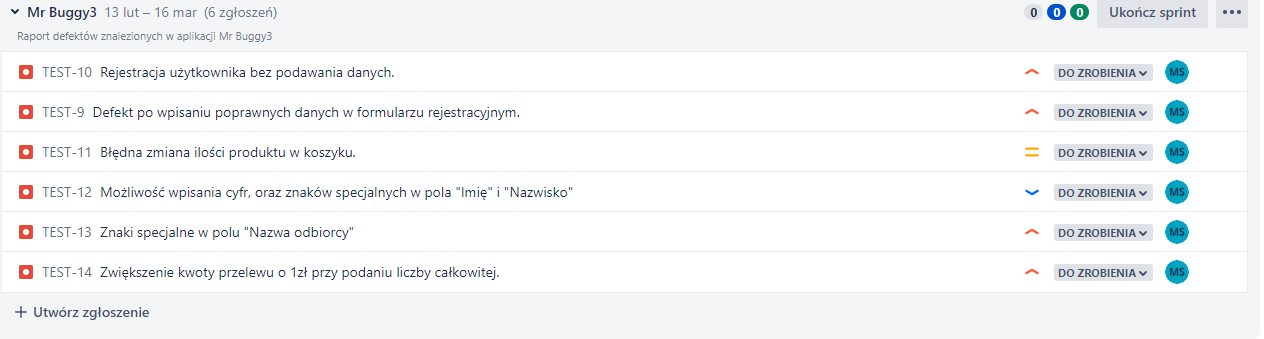 Mr Buggy3 13 lut – 16 mar (6 zgłoszeń) 0 0 0 Ukończ sprint
Raport defektów znalezionych w aplikacji Mr Buggy3
TEST-10 Rejestracja użytkownika bez podawania danych. DO ZROBIENIA MS
TEST-9 Defekt po wpisaniu poprawnych danych w formularzu rejestracyjnym. DO ZROBIENIA MS
TEST-11 Błędna zmiana ilości produktu w koszyku. DO ZROBIENIA MS
TEST-12 Możliwość wpisania cyfr, oraz znaków specjalnych w pola "Imię" i "Nazwisko" DO ZROBIENIA MS
TEST-13 Znaki specjalne w polu "Nazwa odbiorcy" DO ZROBIENIA MS
TEST-14 Zwiększenie kwoty przelewu o 1zł przy podaniu liczby całkowitej. DO ZROBIENIA MS
+ Utwórz zgłoszenie